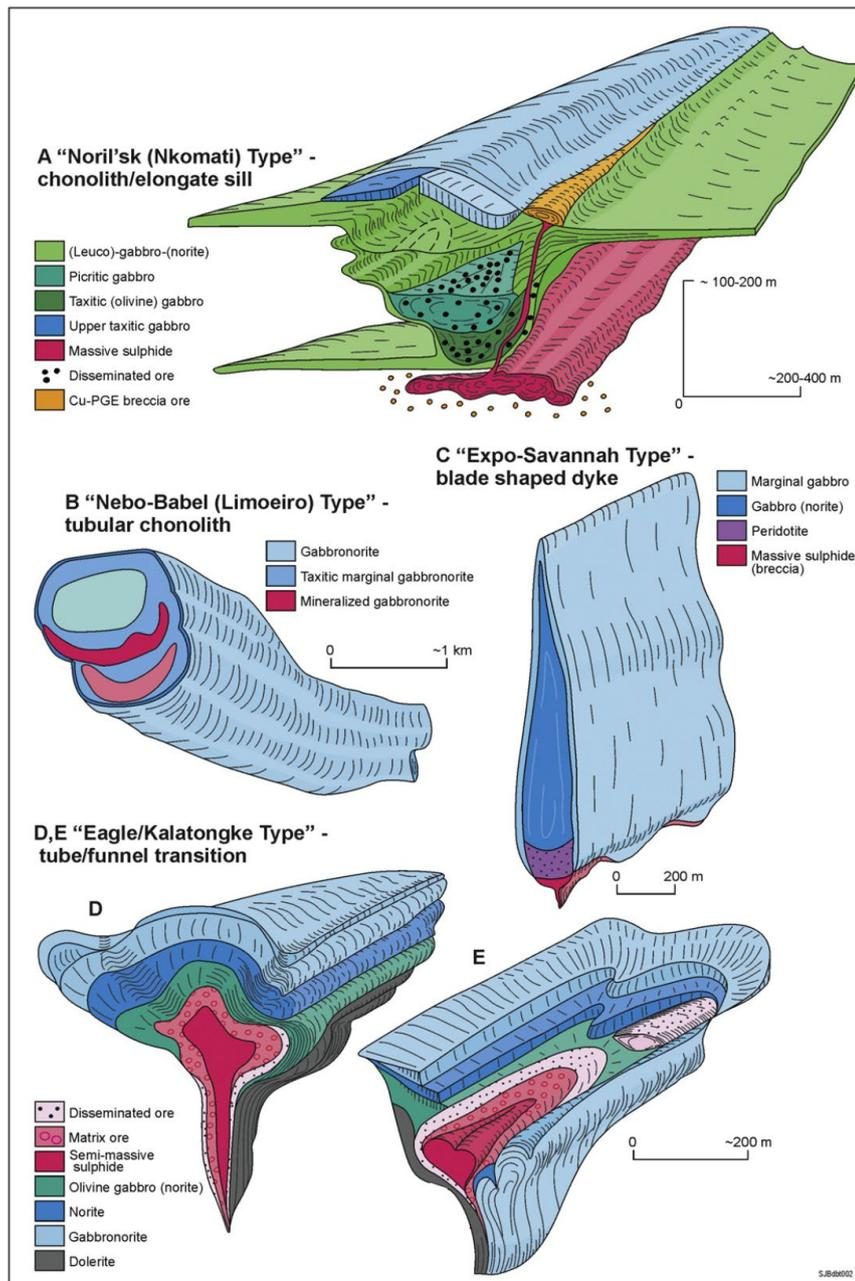 A “Noril’sk (Nkomati) Type” -
chonolith/elongate sill
(Leuco)-gabbro-(norite)
Picritic gabbro
Taxitic (olivine) gabbro
Upper taxitic gabbro
Massive sulphide
Disseminated ore
Cu-PGE breccia ore
~ 100-200 m
~200-400 m
0
C “Expo-Savannah Type” -
blade shaped dyke
Marginal gabbro
Gabbro (norite)
Peridotite
Massive sulphide
(breccia)
0 200 m
B “Nebo-Babel (Limoeiro) Type” -
tubular chonolith
Gabbronorite
Taxitic marginal gabbronorite
Mineralized gabbronorite
0 ~1 km
D,E “Eagle/Kalatongke Type” -
tube/funnel transition
D
E
Disseminated ore
Matrix ore
Semi-massive
sulphide
Olivine gabbro (norite)
Norite
Gabbronorite
Dolerite
0 ~200 m
SJBdbt002